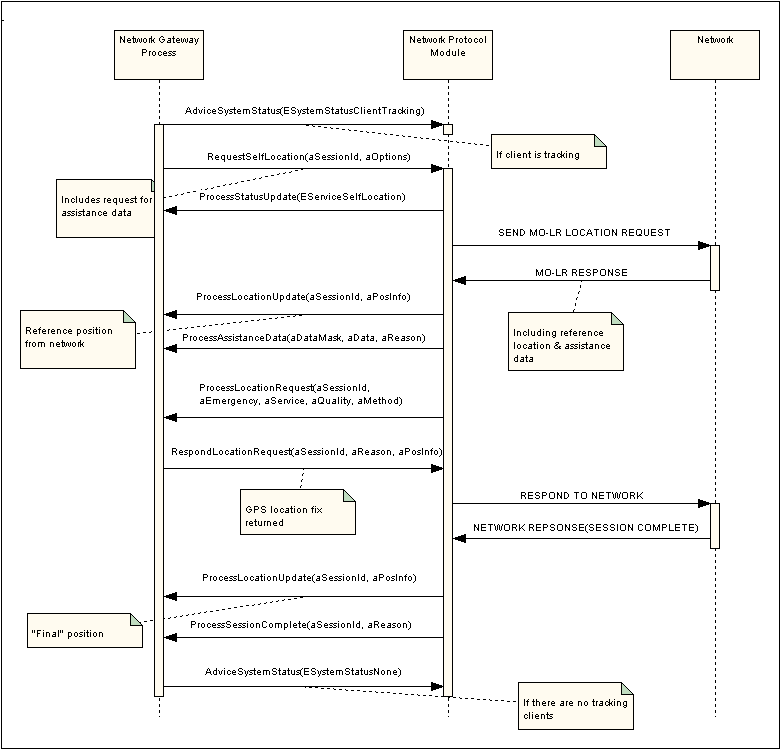 Network Gateway
Process
Network Protocol
Module
Network
AdviceSystemStatus(ESystemStatusClientTracking)
If client is tracking
RequestSelfLocation(aSessionId, aOptions)
Includes request for
assistance data
ProcessStatusUpdate(EServiceSelfLocation)
SEND MO-LR LOCATION REQUEST
MO-LR RESPONSE
ProcessLocationUpdate(aSessionId, aPosInfo)
Reference position
from network
Including reference
location & assistance
data
ProcessAssistanceData(aDataMask, aData, aReason)
ProcessLocationRequest(aSessionId,
aEmergency, aService, aQuality, aMethod)
RespondLocationRequest(aSessionId, aReason, aPosInfo)
GPS location fix
returned
RESPOND TO NETWORK
NETWORK REPSONSE(SESSION COMPLETE)
ProcessLocationUpdate(aSessionId, aPosInfo)
"Final" position
ProcessSessionComplete(aSessionId, aReason)
AdviceSystemStatus(ESystemStatusNone)
If there are no tracking
clients